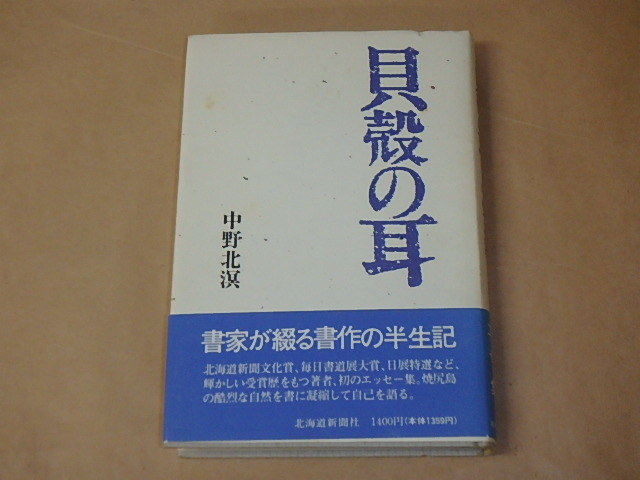 貝殻の耳
中野北溟
書家が綴る書作の半生記
北海道新聞文化賞、毎日書道展大賞、日展特選など、
輝かしい受賞歴をもつ著者、初のエッセー集。焼尻島
の酷烈な自然を書に凝縮して自己を語る。
北海道新聞社 1400円(本体1359円)